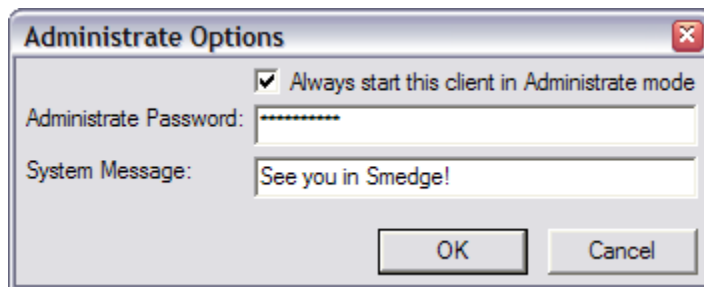 Administrate Options
Always start this client in Administrate mode
Administrate Password: **********
System Message: See you in Smedge!
OK Cancel